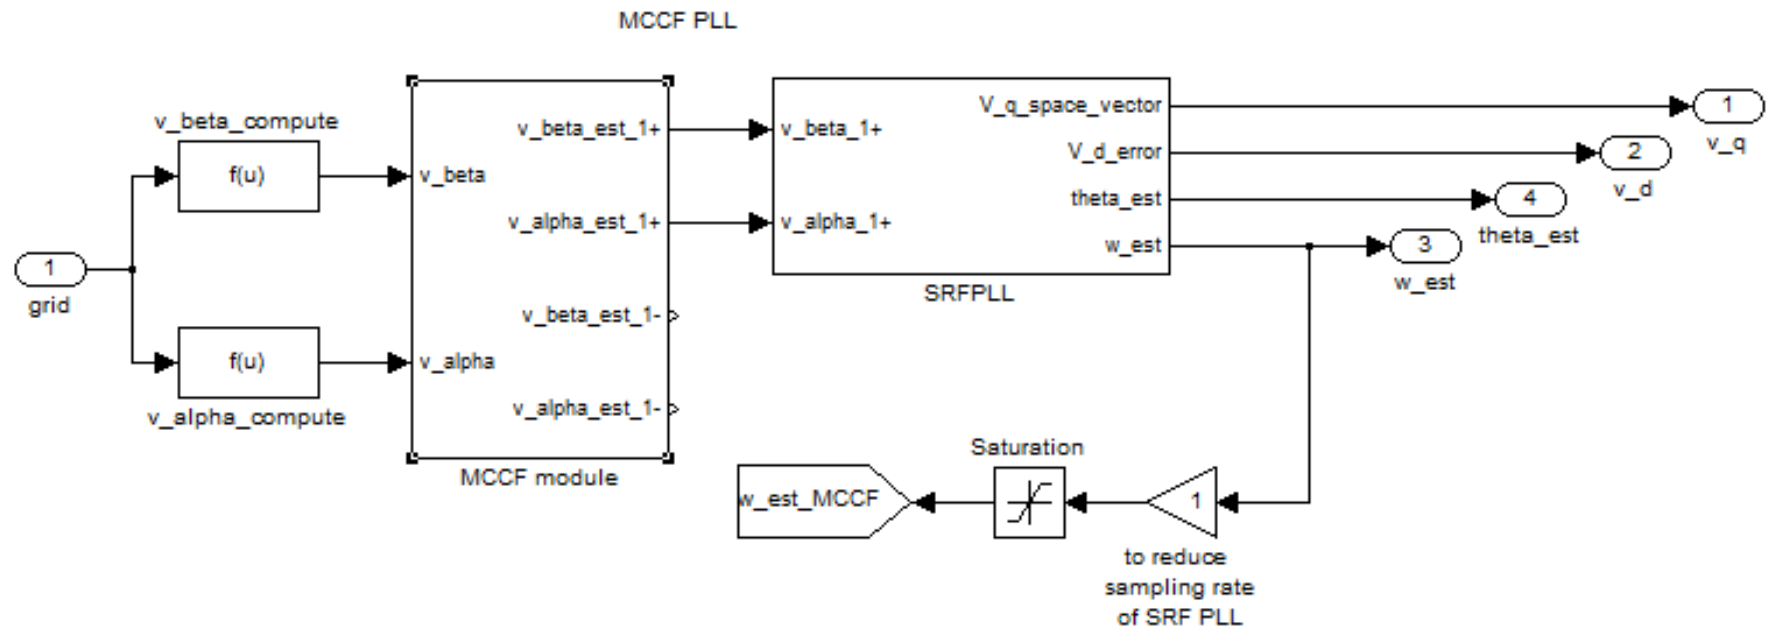 MCCF PLL
v_beta_compute
f(u)
grid
1
f(u)
v_alpha_compute
v_beta
v_alpha
v_beta_est_1+
v_alpha_est_1+
v_beta_est_1-
v_alpha_est_1-
MCCF module
v_beta_1+
v_alpha_1+
V_q_space_vector
V_d_error
theta_est
w_est
SRFPLL
1
v_q
2
v_d
4
theta_est
3
w_est
Saturation
w_est_MCCF
1
to reduce
sampling rate
of SRF PLL